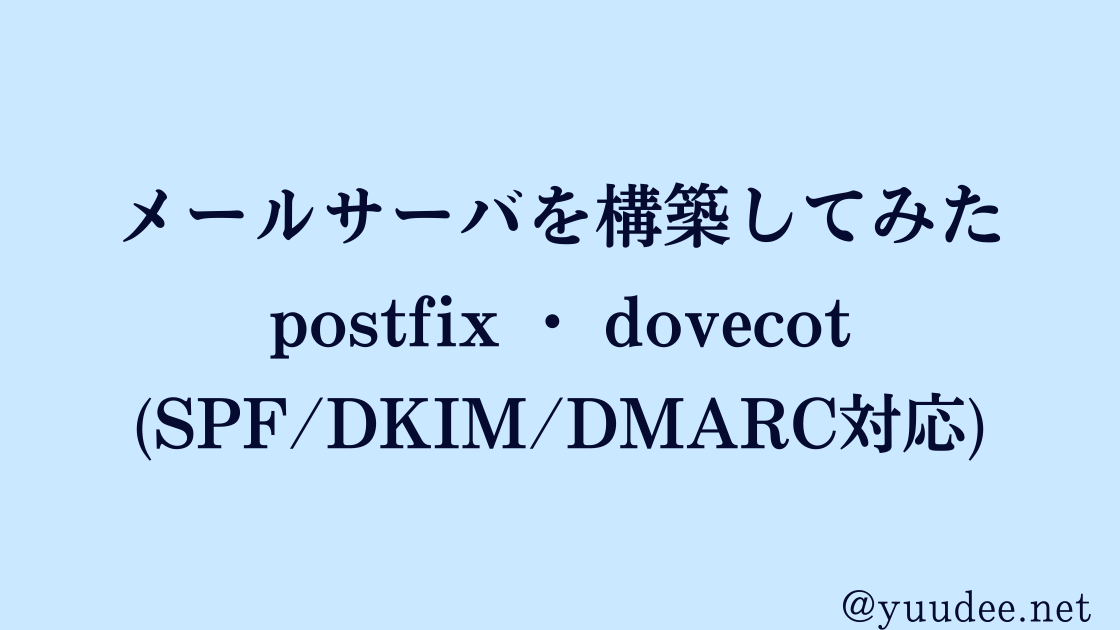 メールサーバを構築してみた
postfix ・ dovecot
(SPF/DKIM/DMARC対応)
@yuudee.net